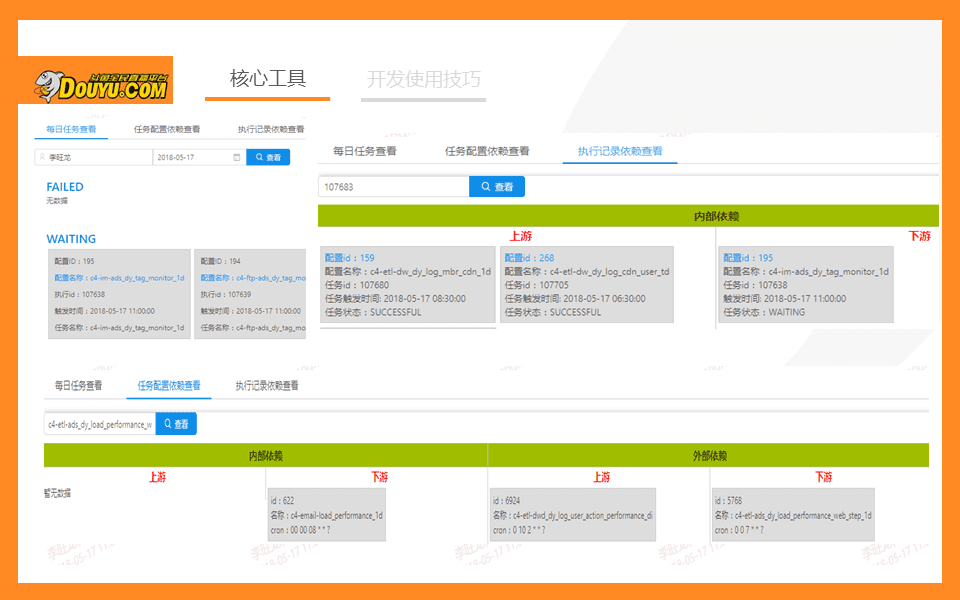 斗鱼全民直播平台
DOUYU.COM
核心工具
开发使用技巧
每日任务查看
任务配置依赖查看
执行记录依赖查看
李旺龙
2018-05-17
查看
FAILED
无数据
WAITING
配置ID：195
配置名称：c4-im-ads_dy_tag_monitor_1d
执行id：107638
触发时间：2018-05-17 11:00:00
任务名称：c4-im-ads_dy_tag_monitor_1d
配置ID：194
配置名称：c4-ftp-ads_dy_tag_mo
执行id：107639
触发时间：2018-05-17 11:00:00
任务名称：c4-ftp-ads_dy_tag_mo
每日任务查看
任务配置依赖查看
执行记录依赖查看
107683
查看
内部依赖
上游
下游
配置id：159
配置名称：c4-etl-dw_dy_log_mbr_cdn_1d
任务id：107680
任务触发时间: 2018-05-17 08:30:00
任务状态：SUCCESSFUL
配置id：268
配置名称：c4-etl-dw_dy_log_cdn_user_td
任务id：107705
任务触发时间: 2018-05-17 06:30:00
任务状态：SUCCESSFUL
配置id：195
配置名称：c4-im-ads_dy_tag_monitor_1d
任务id：107638
触发时间: 2018-05-17 11:00:00
任务状态：WAITING
每日任务查看
任务配置依赖查看
执行记录依赖查看
c4-etl-ads_dy_load_performance_w
查看
内部依赖
外部依赖
上游
下游
上游
下游
暂无数据
id：622
名称：c4-email-load_performance_1d
cron：00 00 08 * * ?
id：6924
名称：c4-etl-dwd_dy_log_user_action_performance_di
cron：0 10 2 * * ?
id：5768
名称：c4-etl-ads_dy_load_performance_web_step_1d
cron：0 0 7 * * ?